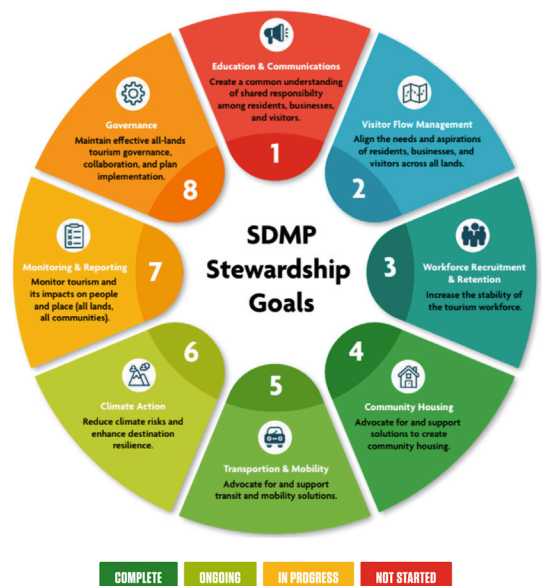 SDMP
Stewardship
Goals
Education & Communications
Create a common understanding
of shared responsibilty
among residents, businesses,
and visitors.
1
Visitor Flow Management
Align the needs and aspirations
of residents, businesses, and
visitors across all lands.
2
3
Workforce Recruitment
& Retention
Increase the stability of
the tourism workforce.
4
Community Housing
Advocate for and support
solutions to create
community housing.
5
Transportion & Mobility
Advocate for and support
transit and mobility solutions.
6
Climate Action
Reduce climate risks and
enhance destination
resilience.
7
Monitoring & Reporting
Monitor tourism and
its impacts on people
and place (all lands,
all communities).
Governance
Maintain effective all-lands
tourism governance,
collaboration, and plan
implementation.
8
COMPLETE
ONGOING
IN PROGRESS
NOT STARTED